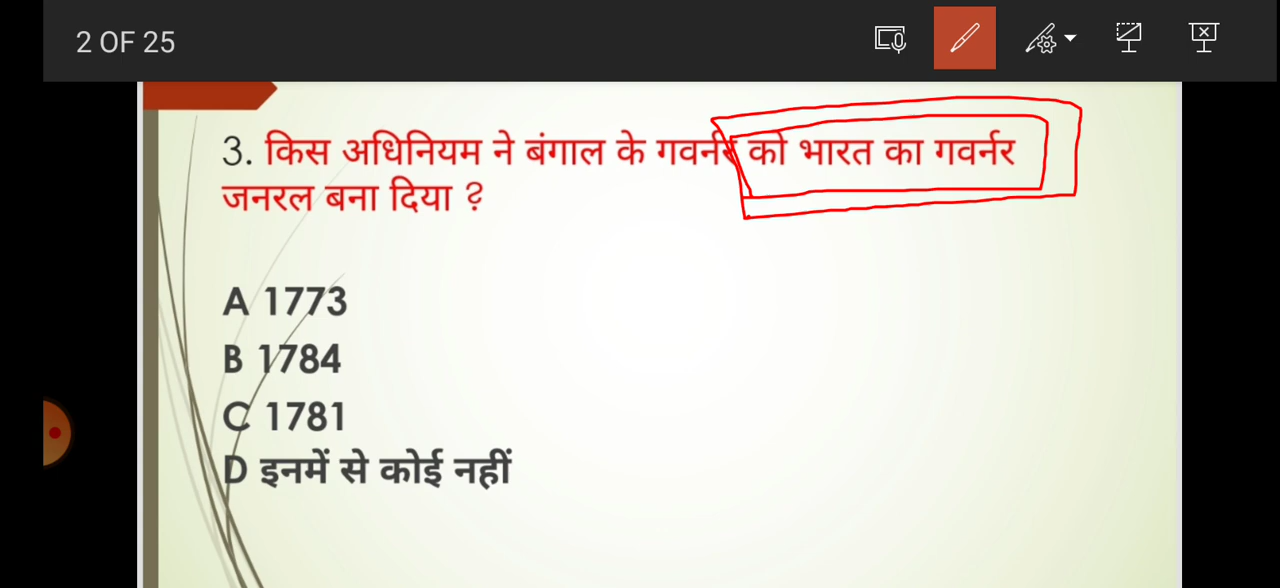 2 OF 25
3. किस अधिनियम ने बंगाल के गवर्नर को भारत का गवर्नर
जनरल बना दिया ?
A 1773
B 1784
C 1781
D इनमें से कोई नहीं